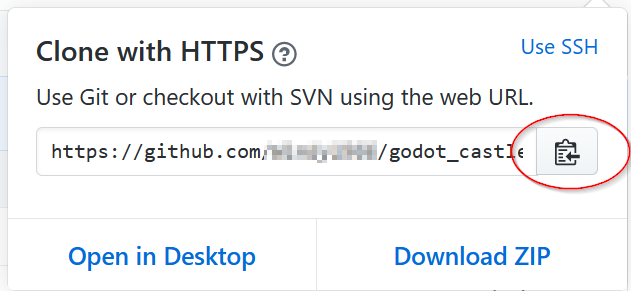 Clone with HTTPS ?
Use SSH
Use Git or checkout with SVN using the web URL.
https://github.com/ /godot_castle
Open in Desktop
Download ZIP